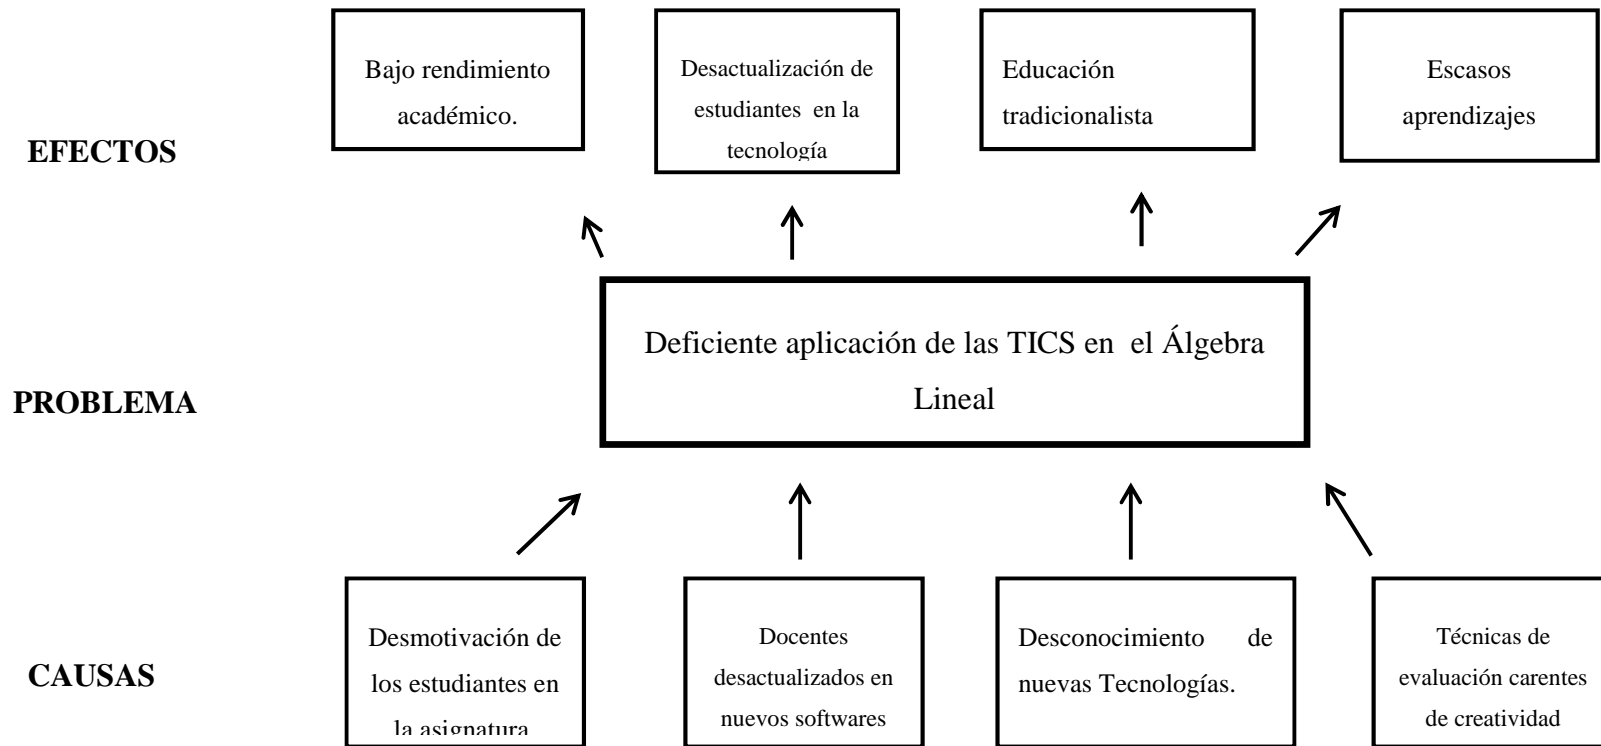 Bajo rendimiento
académico.
Desactualización de
estudiantes en la
tecnología
Educación
tradicionalista
Escasos
aprendizajes
EFECTOS
Deficiente aplicación de las TICS en el Álgebra
Lineal
PROBLEMA
Desmotivación de
los estudiantes en
la asignatura
Docentes
desactualizados en
nuevos softwares
Desconocimiento de
nuevas Tecnologías.
Técnicas de
evaluación carentes
de creatividad
CAUSAS